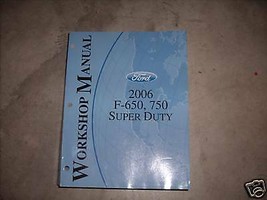 WORKSHOP MANUAL
Ford
2006
F-650, 750
SUPER DUTY